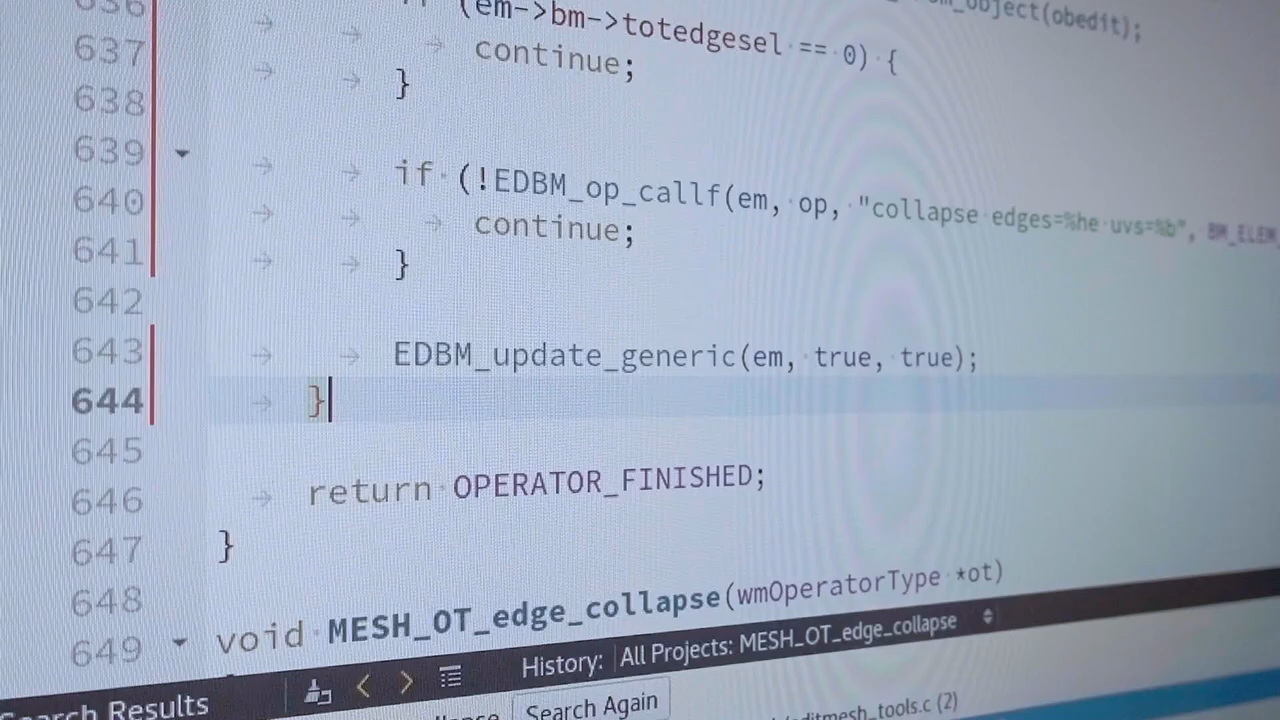 636 (em->bm->totedgesel == 0) {
637 continue;
638 }
639 if (!EDBM_op_callf(em, op, "collapse edges=%he uvs=%b", BM_ELEM
640 continue;
641 }
642
643 EDBM_update_generic(em, true, true);
644 }
645
646 return OPERATOR_FINISHED;
647 }
648
649 void MESH_OT_edge_collapse(wmOperatorType *ot)
Search Results History: All Projects: MESH_OT_edge_collapse
Search Again
editmesh_tools.c (2)